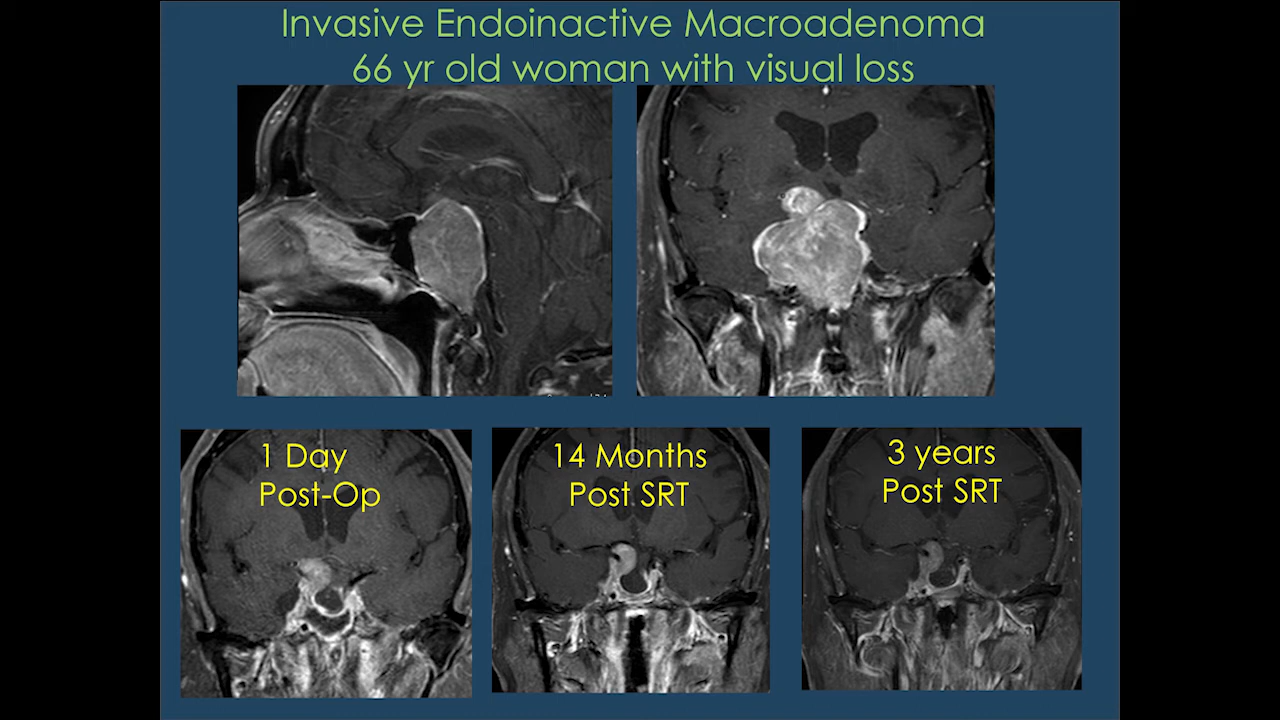 Invasive Endoinactive Macroadenoma
66 yr old woman with visual loss
1 Day
Post-Op
14 Months
Post SRT
3 years
Post SRT